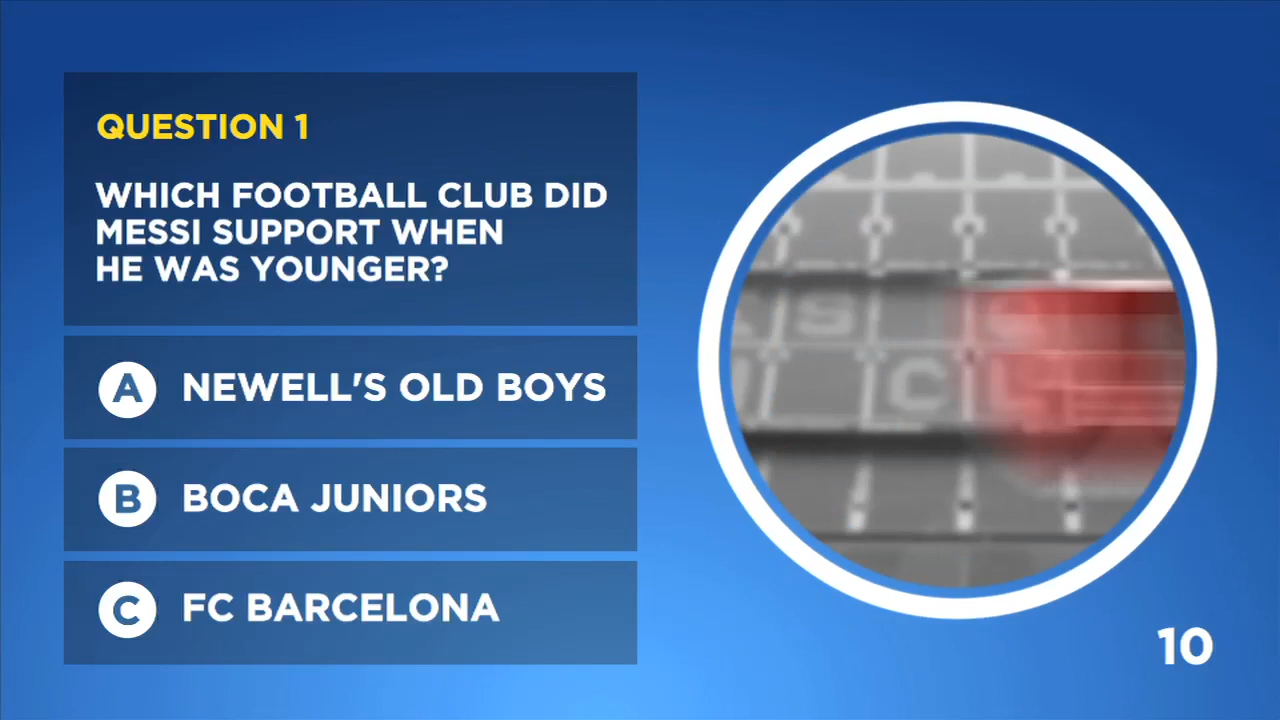 QUESTION 1
WHICH FOOTBALL CLUB DID
MESSI SUPPORT WHEN
HE WAS YOUNGER?
A NEWELL'S OLD BOYS
B BOCA JUNIORS
C FC BARCELONA
10